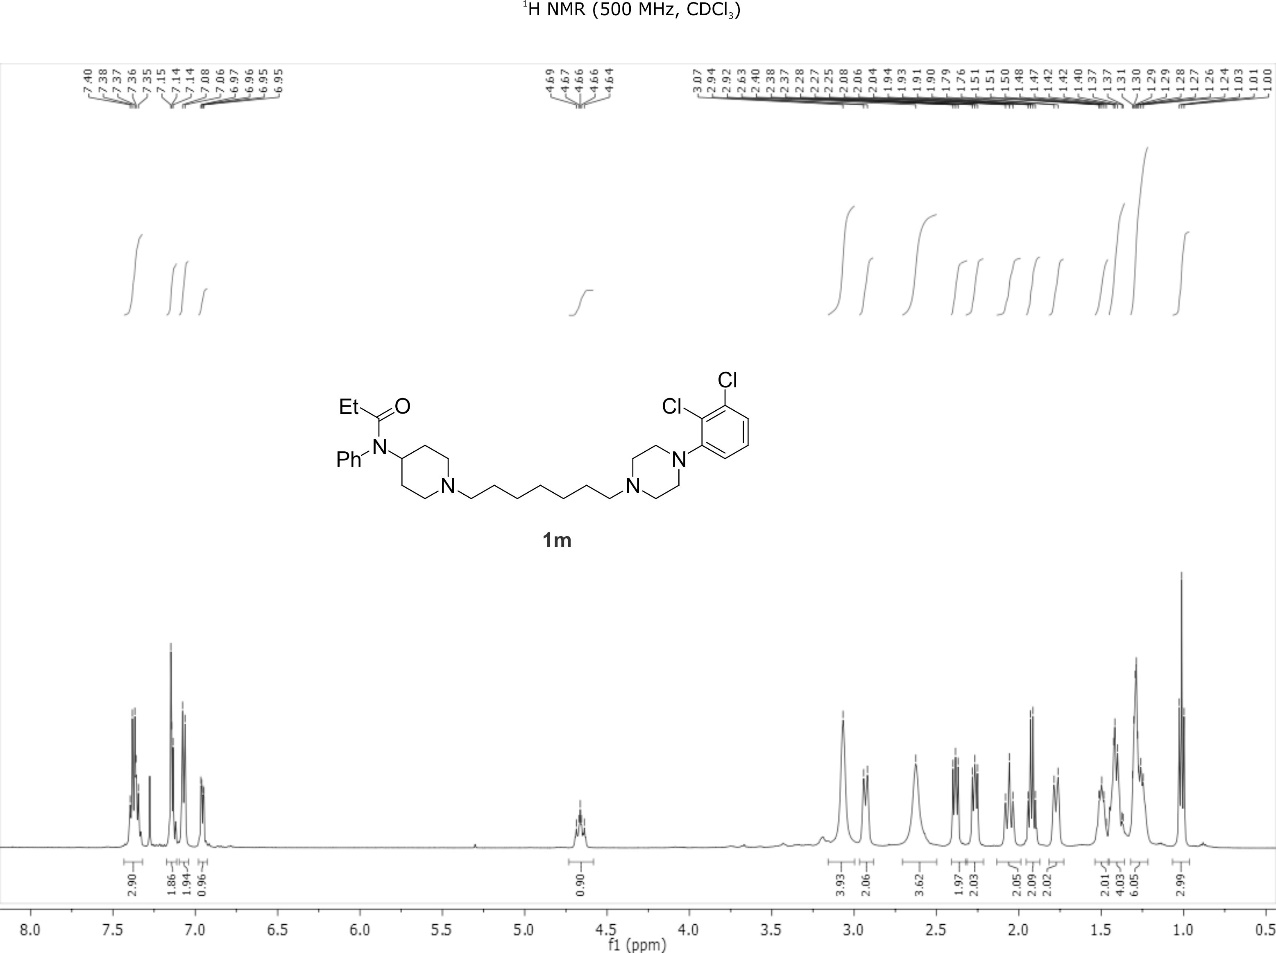 ¹H NMR (500 MHz, CDCl₃)
7.40 7.38 7.37 7.36 7.35 7.15 7.14 7.14 7.08 7.06 6.97 6.96 6.95 6.95 4.69 4.67 4.66 4.66 4.64 3.07 2.94 2.92 2.63 2.40 2.38 2.37 2.28 2.27 2.25 2.08 2.06 2.04 1.94 1.93 1.91 1.90 1.79 1.76 1.51 1.51 1.50 1.48 1.47 1.42 1.42 1.40 1.37 1.37 1.31 1.30 1.29 1.29 1.28 1.27 1.26 1.24 1.03 1.01 1.00
Cl
Et O Cl
N N
Ph
N N
1m
2.90 1.86 1.94 0.96 0.90 3.93 2.06 3.62 1.97 2.03 2.05 2.09 2.02 2.01 4.03 6.05 2.99
8.0 7.5 7.0 6.5 6.0 5.5 5.0 4.5 4.0 3.5 3.0 2.5 2.0 1.5 1.0 0.5
f1 (ppm)